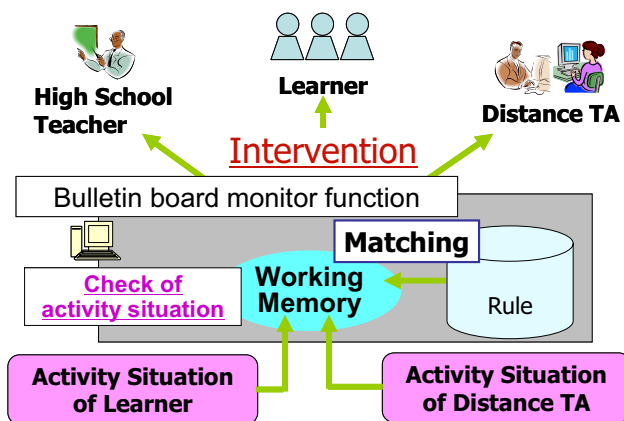 High School
Teacher
Learner
Distance TA
Intervention
Bulletin board monitor function
Matching
Check of
activity situation
Working
Memory
Rule
Activity Situation
of Learner
Activity Situation
of Distance TA